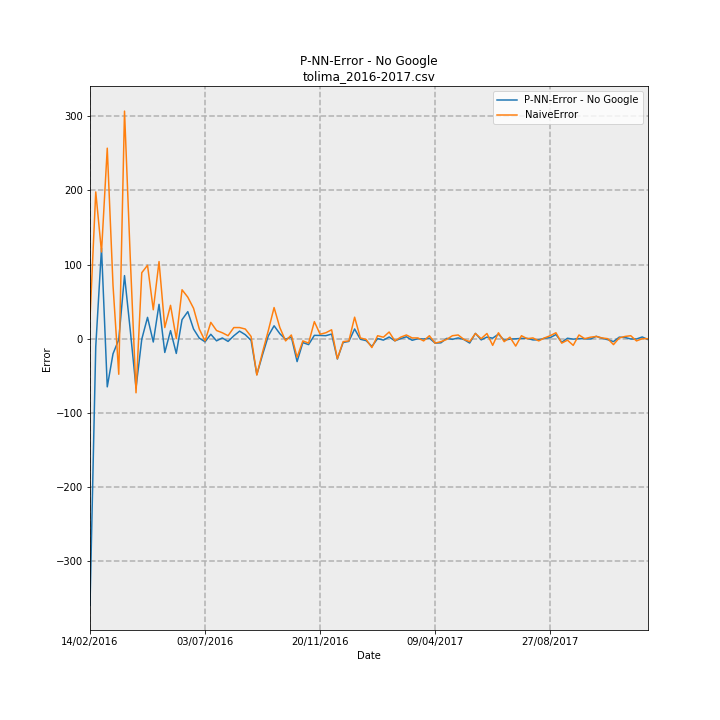 P-NN-Error - No Google
tolima_2016-2017.csv
P-NN-Error - No Google
NaiveError
300
200
100
0
−100
−200
−300
Error
14/02/2016
03/07/2016
20/11/2016
09/04/2017
27/08/2017
Date